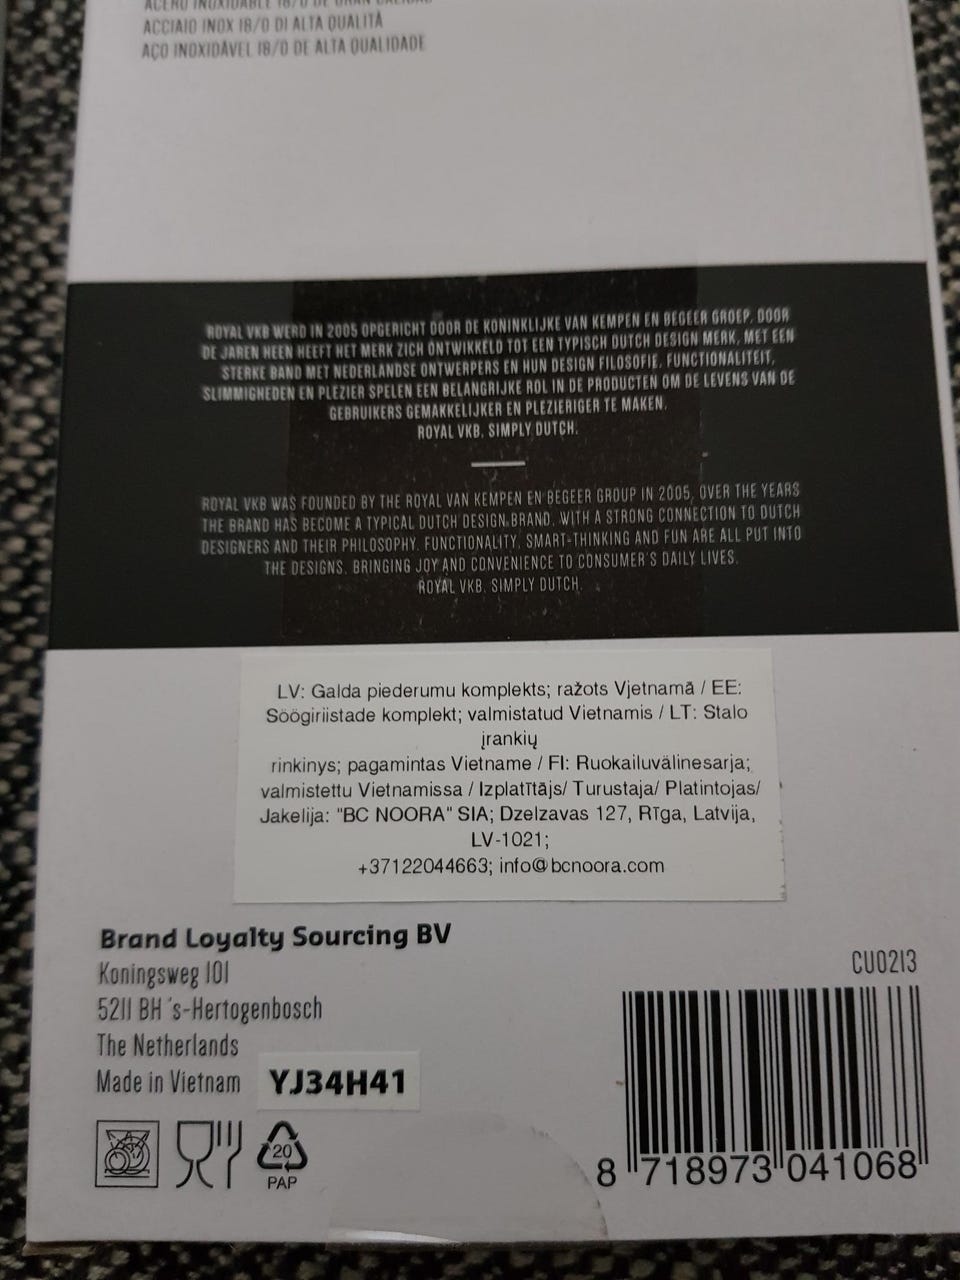 ACERO INOXIDABLE 18/0 DE GRAN CALIDAD
ACCIAIO INOX 18/0 DI ALTA QUALITÀ
AÇO INOXIDÁVEL 18/0 DE ALTA QUALIDADE
ROYAL VKB WERD IN 2005 OPGERICHT DOOR DE KONINKLIJKE VAN KEMPEN EN BEGEER GROEP. DOOR
DE JAREN HEEN HEEFT HET MERK ZICH ONTWIKKELD TOT EEN TYPISCH DUTCH DESIGN MERK, MET EEN
STERKE BAND MET NEDERLANDSE ONTWERPERS EN HUN DESIGN FILOSOFIE. FUNCTIONALITEIT,
SLIMMIGHEDEN EN PLEZIER SPELEN EEN BELANGRIJKE ROL IN DE PRODUCTEN OM DE LEVENS VAN DE
GEBRUIKERS GEMAKKELIJKER EN PLEZIERIGER TE MAKEN.
ROYAL VKB. SIMPLY DUTCH.
ROYAL VKB WAS FOUNDED BY THE ROYAL VAN KEMPEN EN BEGEER GROUP IN 2005, OVER THE YEARS
THE BRAND HAS BECOME A TYPICAL DUTCH DESIGN BRAND. WITH A STRONG CONNECTION TO DUTCH
DESIGNERS AND THEIR PHILOSOPHY. FUNCTIONALITY, SMART-THINKING AND FUN ARE ALL PUT INTO
THE DESIGNS. BRINGING JOY AND CONVENIENCE TO CONSUMER'S DAILY LIVES.
ROYAL VKB. SIMPLY DUTCH.
LV: Galda piederumu komplekts; ražots Vjetnamā / EE:
Söögiriistade komplekt; valmistatud Vietnamis / LT: Stalo
įrankių
rinkinys; pagamintas Vietname / FI: Ruokailuvälinesarja;
valmistettu Vietnamissa / Izplatītājs/ Turustaja/ Platintojas/
Jakelija: "BC NOORA" SIA; Dzelzavas 127, Rīga, Latvija,
LV-1021;
+37122044663; info@bcnoora.com
Brand Loyalty Sourcing BV
Koningsweg 101
5211 BH 's-Hertogenbosch
The Netherlands
Made in Vietnam YJ34H41
CU0213
20
PAP
8 718973 041068